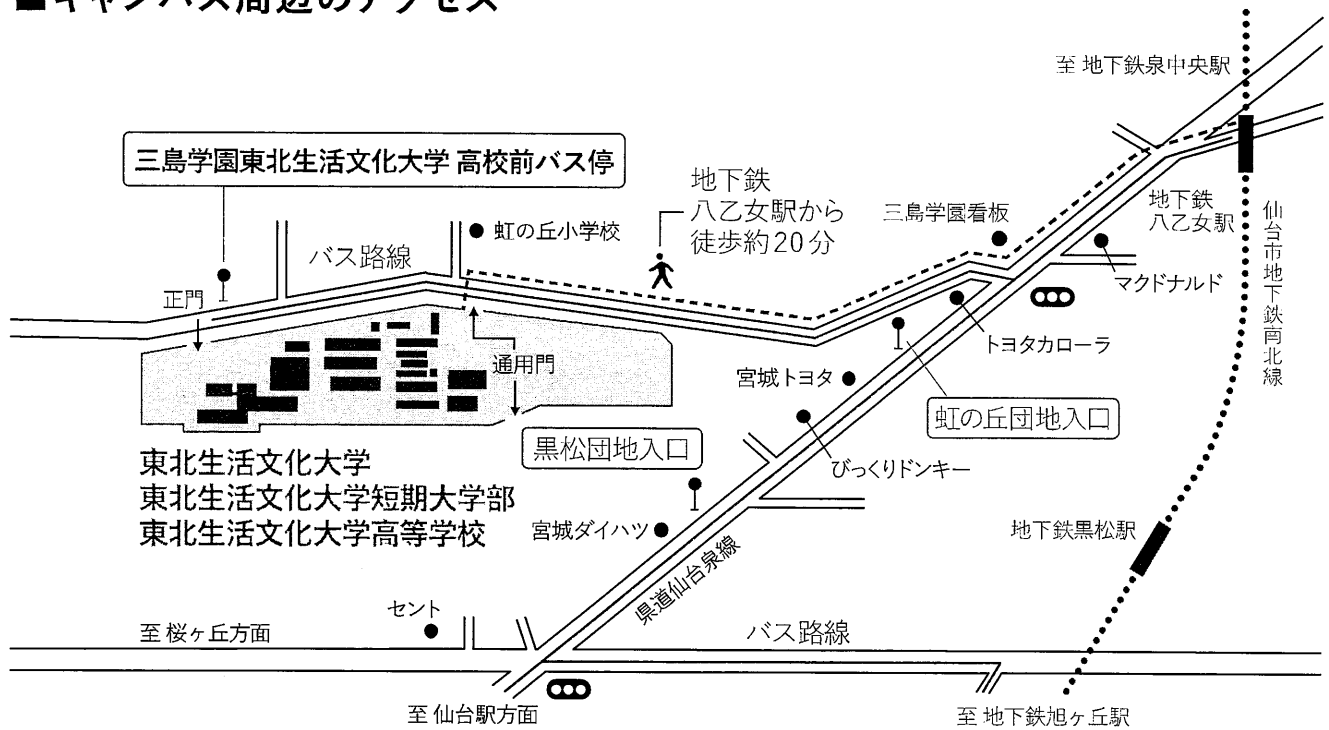 ■キャンパス周辺のアクセス
至 地下鉄泉中央駅
三島学園東北生活文化大学 高校前バス停
地下鉄
八乙女駅から
徒歩約20分
三島学園看板
地下鉄
八乙女駅
仙台市地下鉄南北線
虹の丘小学校
バス路線
正門
マクドナルド
トヨタカローラ
通用門
宮城トヨタ
虹の丘団地入口
黒松団地入口
びっくりドンキー
東北生活文化大学
東北生活文化大学短期大学部
東北生活文化大学高等学校
宮城ダイハツ
地下鉄黒松駅
県道仙台泉線
セント
至 桜ヶ丘方面
バス路線
至 仙台駅方面
至 地下鉄旭ヶ丘駅